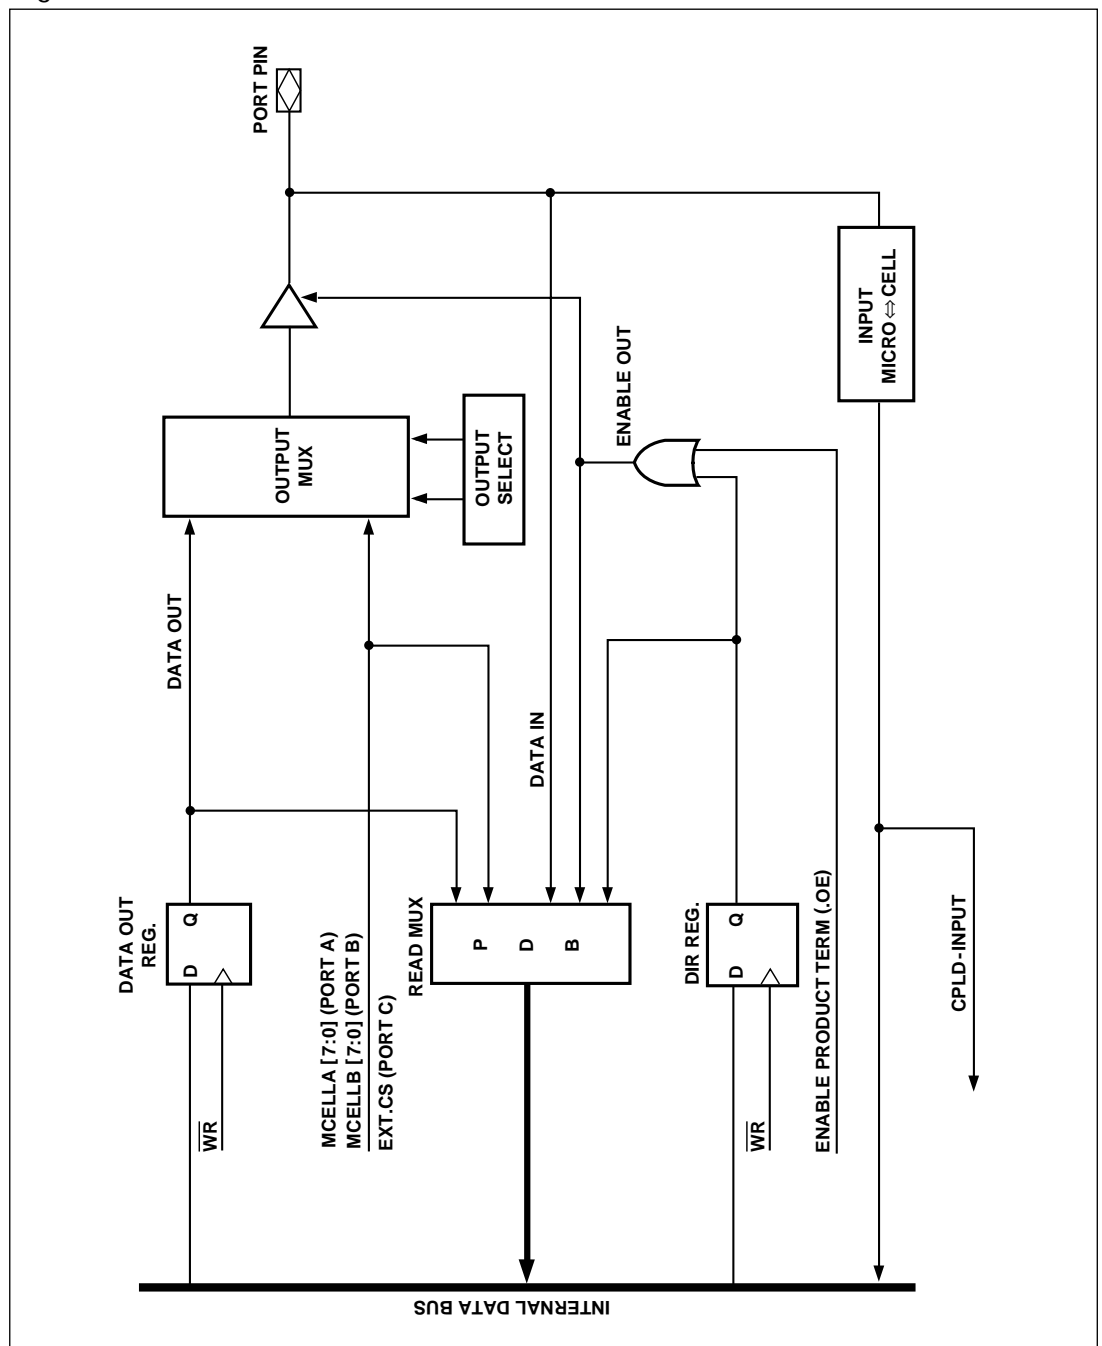 DATA OUT
REG.
D Q
WR
DATA OUT
OUTPUT
MUX
PORT PIN
MCELLA [7:0] (PORT A)
MCELLB [7:0] (PORT B)
EXT.CS (PORT C)
READ MUX
P
D
B
OUTPUT
SELECT
DATA IN
ENABLE OUT
DIR REG.
D Q
WR
ENABLE PRODUCT TERM (.OE)
INPUT
MICRO⇔CELL
CPLD-INPUT
INTERNAL DATA BUS